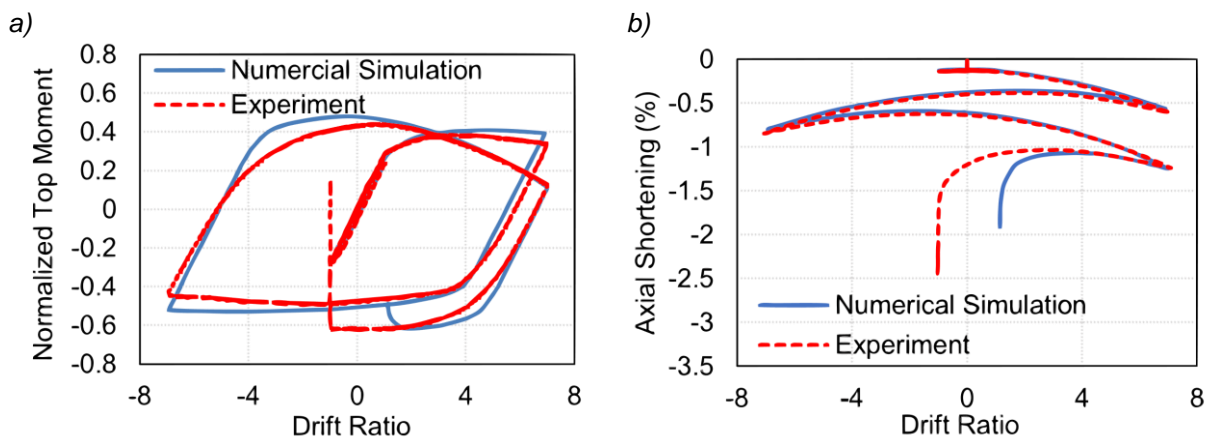 a)
Normalized Top Moment
0.8
0.6
0.4
0.2
0
-0.2
-0.4
-0.6
-0.8
Numercial Simulation
Experiment
-8
-4
0
4
8
Drift Ratio
b)
Axial Shortening (%)
0
-0.5
-1
-1.5
-2
-2.5
-3
-3.5
Numerical Simulation
Experiment
-8
-4
0
4
8
Drift Ratio